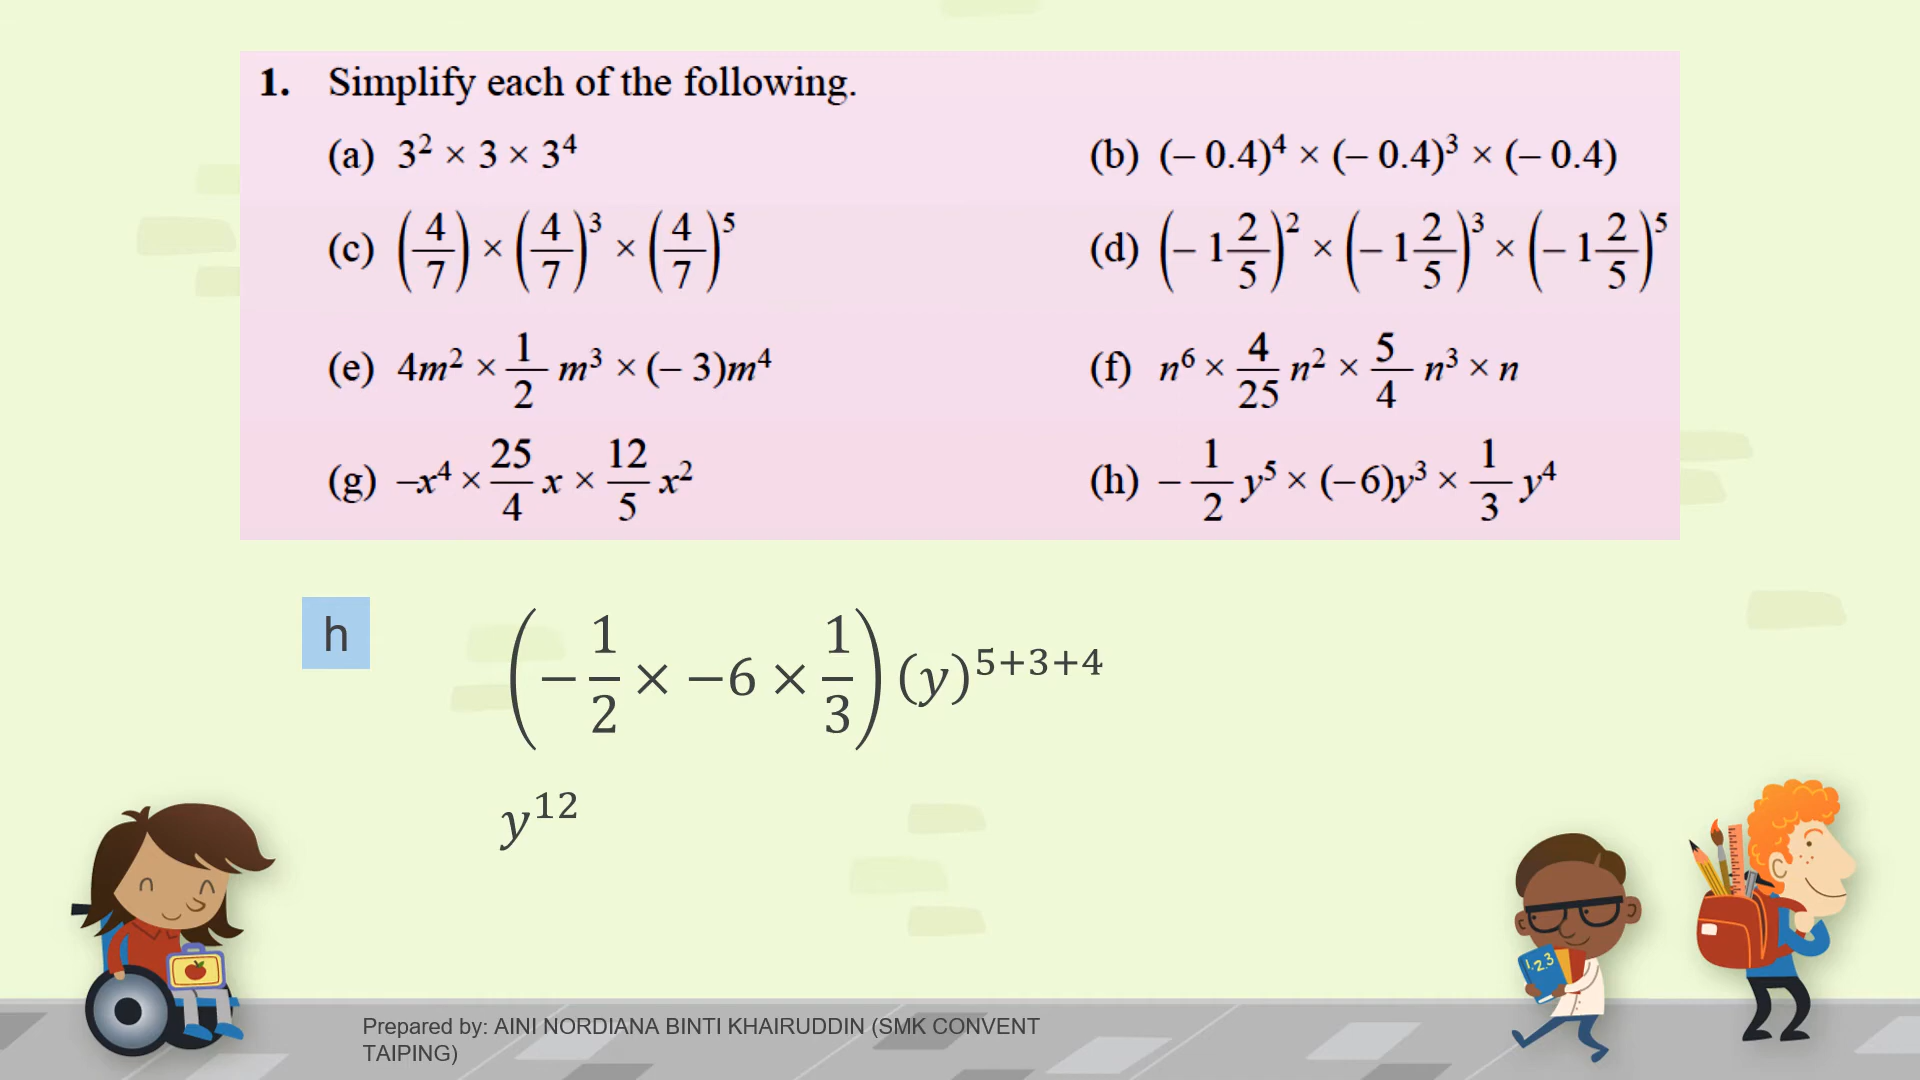 1. Simplify each of the following.
(a) 3² × 3 × 3⁴
(b) (– 0.4)⁴ × (– 0.4)³ × (– 0.4)
(c) (4/7) × (4/7)³ × (4/7)⁵
(d) (– 1 2/5)² × (– 1 2/5)³ × (– 1 2/5)⁵
(e) 4m² × 1/2 m³ × (– 3)m⁴
(f) n⁶ × 4/25 n² × 5/4 n³ × n
(g) –x⁴ × 25/4 x × 12/5 x²
(h) – 1/2 y⁵ × (–6)y³ × 1/3 y⁴
h
(−1/2 × −6 × 1/3) (y)⁵⁺³⁺⁴
y¹²
1.2.3
Prepared by: AINI NORDIANA BINTI KHAIRUDDIN (SMK CONVENT
TAIPING)